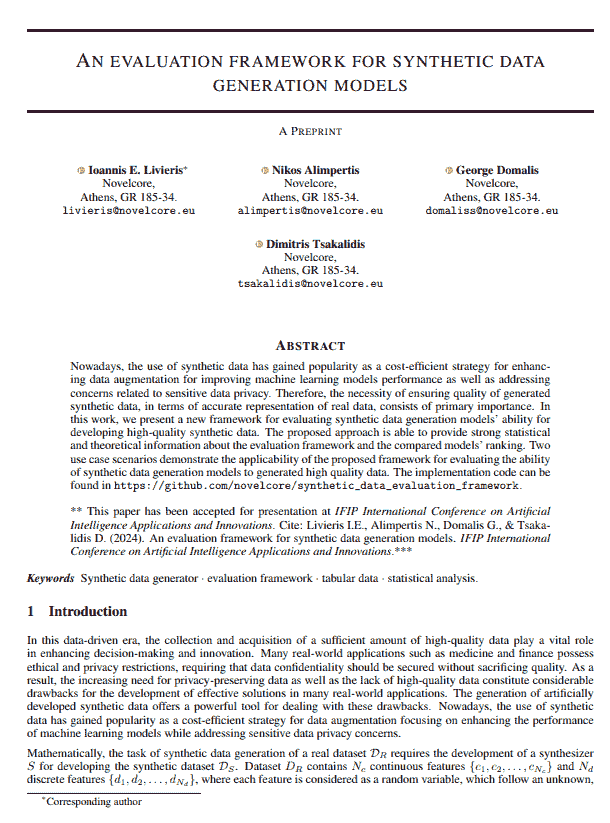 AN EVALUATION FRAMEWORK FOR SYNTHETIC DATA
GENERATION MODELS
A PREPRINT
Ioannis E. Livieris*
Novelcore,
Athens, GR 185-34.
livieris@novelcore.eu
Nikos Alimpertis
Novelcore,
Athens, GR 185-34.
alimpertis@novelcore.eu
George Domalis
Novelcore,
Athens, GR 185-34.
domaliss@novelcore.eu
Dimitris Tsakalidis
Novelcore,
Athens, GR 185-34.
tsakalidis@novelcore.eu
ABSTRACT
Nowadays, the use of synthetic data has gained popularity as a cost-efficient strategy for enhanc-
ing data augmentation for improving machine learning models performance as well as addressing
concerns related to sensitive data privacy. Therefore, the necessity of ensuring quality of generated
synthetic data, in terms of accurate representation of real data, consists of primary importance. In
this work, we present a new framework for evaluating synthetic data generation models' ability for
developing high-quality synthetic data. The proposed approach is able to provide strong statistical
and theoretical information about the evaluation framework and the compared models' ranking. Two
use case scenarios demonstrate the applicability of the proposed framework for evaluating the ability
of synthetic data generation models to generated high quality data. The implementation code can be
found in https://github.com/novelcore/synthetic_data_evaluation_framework.
** This paper has been accepted for presentation at IFIP International Conference on Artificial
Intelligence Applications and Innovations. Cite: Livieris I.E., Alimpertis N., Domalis G., & Tsaka-
lidis D. (2024). An evaluation framework for synthetic data generation models. IFIP International
Conference on Artificial Intelligence Applications and Innovations.***
Keywords Synthetic data generator · evaluation framework · tabular data · statistical analysis.
1 Introduction
In this data-driven era, the collection and acquisition of a sufficient amount of high-quality data play a vital role
in enhancing decision-making and innovation. Many real-world applications such as medicine and finance possess
ethical and privacy restrictions, requiring that data confidentiality should be secured without sacrificing quality. As a
result, the increasing need for privacy-preserving data as well as the lack of high-quality data constitute considerable
drawbacks for the development of effective solutions in many real-world applications. The generation of artificially
developed synthetic data offers a powerful tool for dealing with these drawbacks. Nowadays, the use of synthetic
data has gained popularity as a cost-efficient strategy for data augmentation focusing on enhancing the performance
of machine learning models while addressing sensitive data privacy concerns.
Mathematically, the task of synthetic data generation of a real dataset 𝒟_R requires the development of a synthesizer
S for developing the synthetic dataset 𝒟_S. Dataset D_R contains N_c continuous features {c_1, c_2, . . . , c_{N_c}} and N_d
discrete features {d_1, d_2, . . . , d_{N_d}}, where each feature is considered as a random variable, which follow an unknown,
*Corresponding author